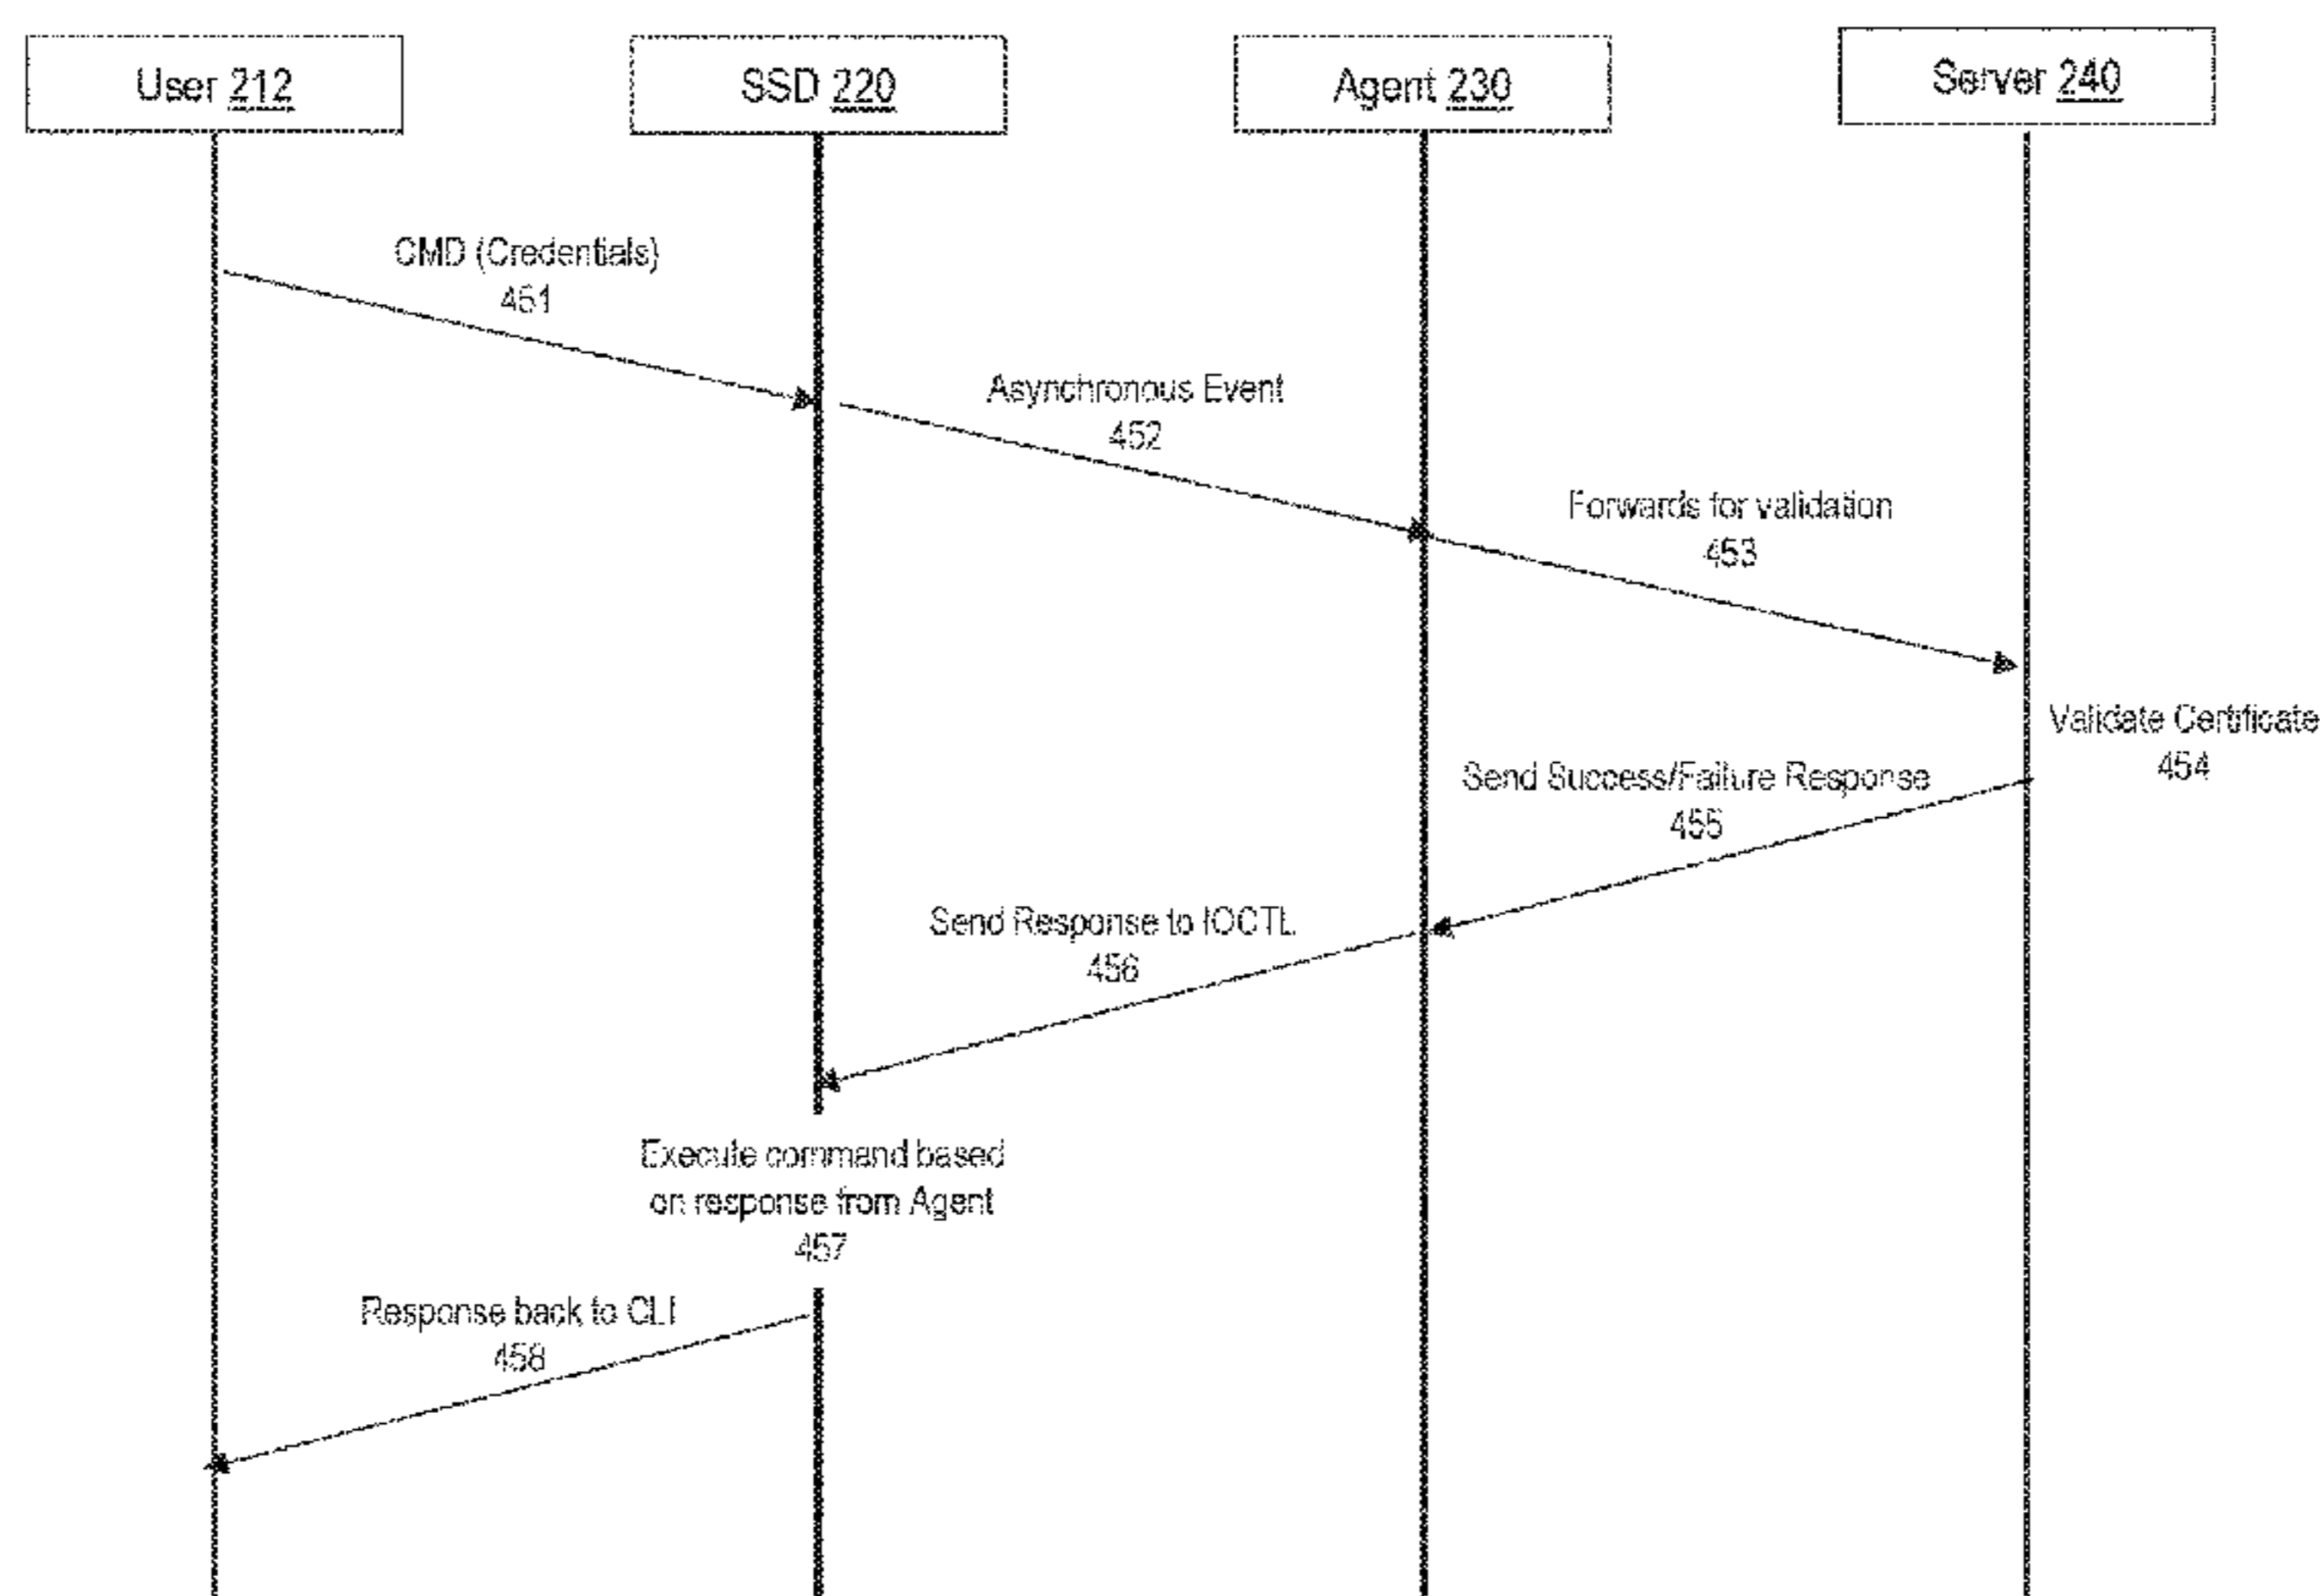 User 212
SSD 220
Agent 230
Server 240
CMD (Credentials)
451
Asynchronous Event
452
Forwards for validation
453
Validate Certificate
454
Send Success/Failure Response
455
Send Response to IOCTL
456
Execute command based
on response from Agent
457
Response back to CLI
458